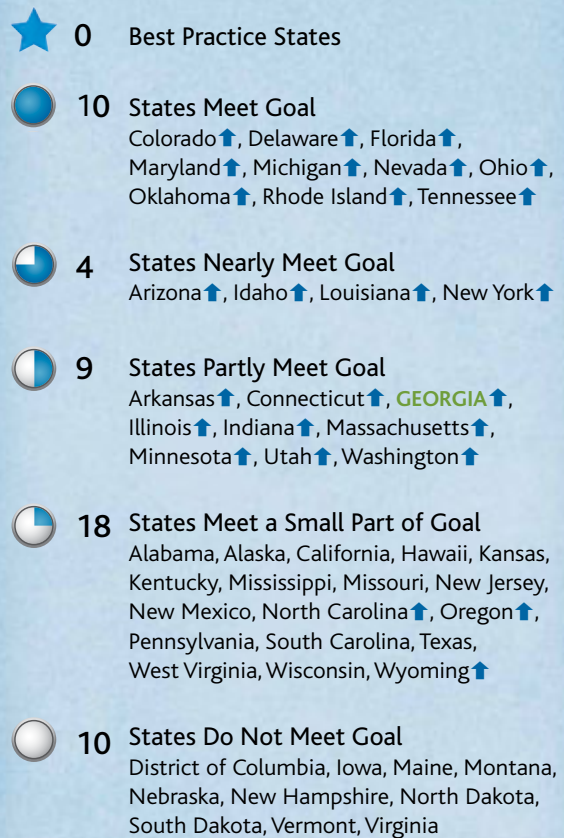 0 Best Practice States
10 States Meet Goal
Colorado⬆, Delaware⬆, Florida⬆,
Maryland⬆, Michigan⬆, Nevada⬆, Ohio⬆,
Oklahoma⬆, Rhode Island⬆, Tennessee⬆
4 States Nearly Meet Goal
Arizona⬆, Idaho⬆, Louisiana⬆, New York⬆
9 States Partly Meet Goal
Arkansas⬆, Connecticut⬆, GEORGIA⬆,
Illinois⬆, Indiana⬆, Massachusetts⬆,
Minnesota⬆, Utah⬆, Washington⬆
18 States Meet a Small Part of Goal
Alabama, Alaska, California, Hawaii, Kansas,
Kentucky, Mississippi, Missouri, New Jersey,
New Mexico, North Carolina⬆, Oregon⬆,
Pennsylvania, South Carolina, Texas,
West Virginia, Wisconsin, Wyoming⬆
10 States Do Not Meet Goal
District of Columbia, Iowa, Maine, Montana,
Nebraska, New Hampshire, North Dakota,
South Dakota, Vermont, Virginia